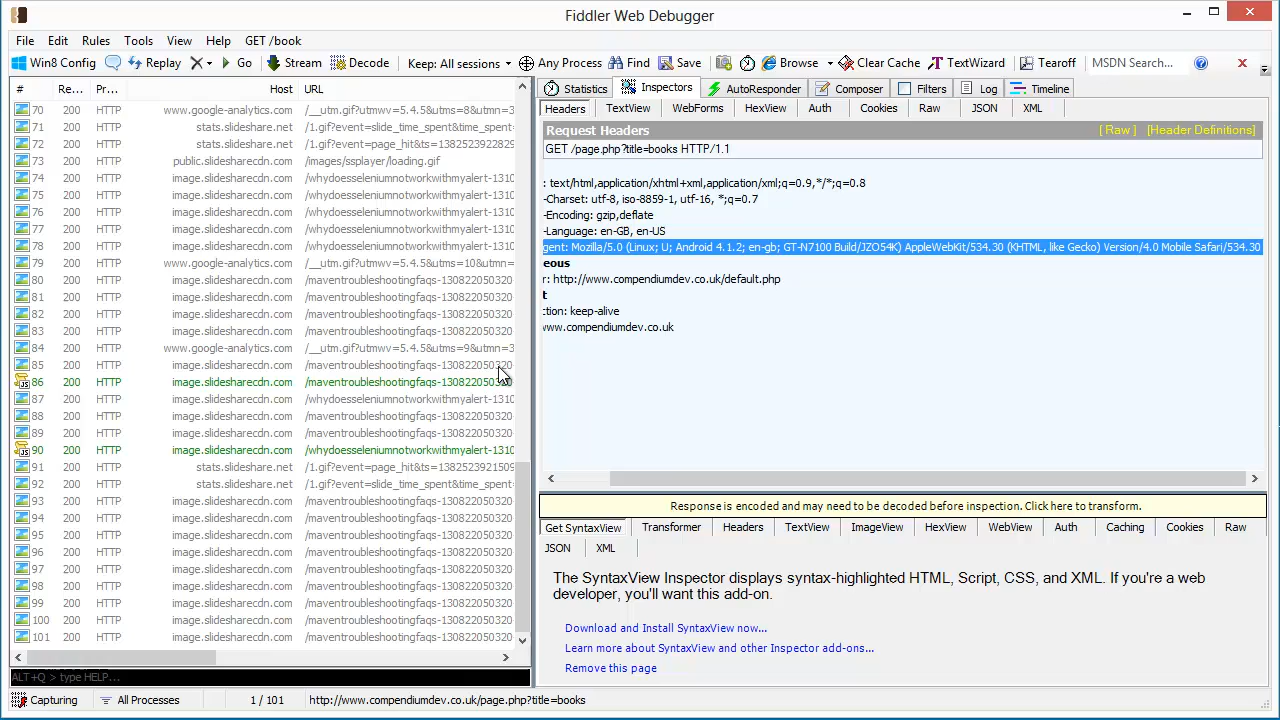 Fiddler Web Debugger
File Edit Rules Tools View Help GET /book
Win8 Config Replay Go Stream Decode Keep: All sessions Any Process Find Save Browse Clear Cache TextWizard Tearoff MSDN Search...
# Re... Pr... Host URL
70 200 HTTP www.google-analytics.com /__utm.gif?utmwv=5.4.5&utms=8&utmn=3
71 200 HTTP stats.slideshare.net /1.gif?event=slide_time_spent&time_spent=
72 200 HTTP stats.slideshare.net /1.gif?event=page_hit&ts=1382523922829
73 200 HTTP public.slidesharecdn.com /images/ssplayer/loading.gif
74 200 HTTP image.slidesharecdn.com /whydoesseleniumnotworkwithmyalert-1310
75 200 HTTP image.slidesharecdn.com /whydoesseleniumnotworkwithmyalert-1310
76 200 HTTP image.slidesharecdn.com /whydoesseleniumnotworkwithmyalert-1310
77 200 HTTP image.slidesharecdn.com /whydoesseleniumnotworkwithmyalert-1310
78 200 HTTP image.slidesharecdn.com /whydoesseleniumnotworkwithmyalert-1310
79 200 HTTP www.google-analytics.com /__utm.gif?utmwv=5.4.5&utms=10&utmn=
80 200 HTTP image.slidesharecdn.com /maventroubleshootingfaqs-130822050320
81 200 HTTP image.slidesharecdn.com /maventroubleshootingfaqs-130822050320
82 200 HTTP image.slidesharecdn.com /maventroubleshootingfaqs-130822050320
83 200 HTTP image.slidesharecdn.com /maventroubleshootingfaqs-130822050320
84 200 HTTP www.google-analytics.com /__utm.gif?utmwv=5.4.5&utms=9&utmn=3
85 200 HTTP image.slidesharecdn.com /maventroubleshootingfaqs-130822050320
86 200 HTTP image.slidesharecdn.com /maventroubleshootingfaqs-130822050320
87 200 HTTP image.slidesharecdn.com /whydoesseleniumnotworkwithmyalert-1310
88 200 HTTP image.slidesharecdn.com /maventroubleshootingfaqs-130822050320
89 200 HTTP image.slidesharecdn.com /maventroubleshootingfaqs-130822050320
90 200 HTTP image.slidesharecdn.com /whydoesseleniumnotworkwithmyalert-1310
91 200 HTTP stats.slideshare.net /1.gif?event=page_hit&ts=1382523921509
92 200 HTTP stats.slideshare.net /1.gif?event=slide_time_spent&time_spent=
93 200 HTTP image.slidesharecdn.com /maventroubleshootingfaqs-130822050320
94 200 HTTP image.slidesharecdn.com /maventroubleshootingfaqs-130822050320
95 200 HTTP image.slidesharecdn.com /maventroubleshootingfaqs-130822050320
96 200 HTTP image.slidesharecdn.com /maventroubleshootingfaqs-130822050320
97 200 HTTP image.slidesharecdn.com /maventroubleshootingfaqs-130822050320
98 200 HTTP image.slidesharecdn.com /maventroubleshootingfaqs-130822050320
99 200 HTTP image.slidesharecdn.com /maventroubleshootingfaqs-130822050320
100 200 HTTP image.slidesharecdn.com /maventroubleshootingfaqs-130822050320
101 200 HTTP image.slidesharecdn.com /maventroubleshootingfaqs-130822050320
ALT+Q > type HELP...
Statistics Inspectors AutoResponder Composer Filters Log Timeline
Headers TextView WebForms HexView Auth Cookies Raw JSON XML
Request Headers [ Raw ] [Header Definitions]
GET /page.php?title=books HTTP/1.1
: text/html,application/xhtml+xml,application/xml;q=0.9,*/*;q=0.8
-Charset: utf-8, iso-8859-1, utf-16, *;q=0.7
-Encoding: gzip,deflate
-Language: en-GB, en-US
gent: Mozilla/5.0 (Linux; U; Android 4.1.2; en-gb; GT-N7100 Build/JZO54K) AppleWebKit/534.30 (KHTML, like Gecko) Version/4.0 Mobile Safari/534.30
eous
r: http://www.compendiumdev.co.uk/default.php
t
ction: keep-alive
www.compendiumdev.co.uk
Response is encoded and may need to be decoded before inspection. Click here to transform.
Get SyntaxView Transformer Headers TextView ImageView HexView WebView Auth Caching Cookies Raw
JSON XML
The SyntaxView Inspector displays syntax-highlighted HTML, Script, CSS, and XML. If you're a web
developer, you'll want this add-on.
Download and Install SyntaxView now...
Learn more about SyntaxView and other Inspector add-ons...
Remove this page
Capturing All Processes 1 / 101 http://www.compendiumdev.co.uk/page.php?title=books